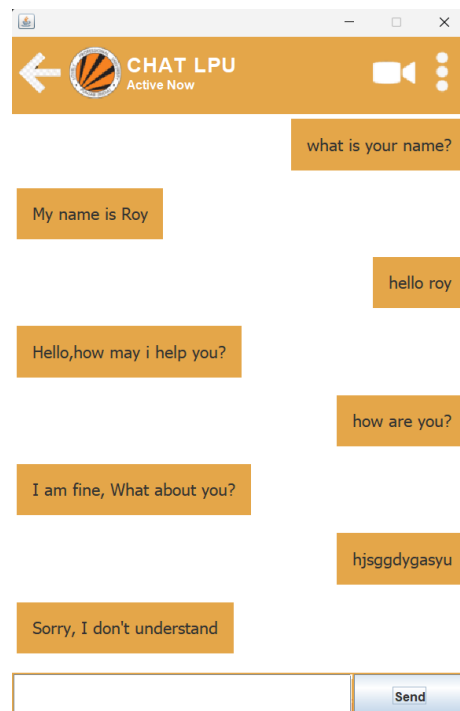 CHAT LPU
Active Now
what is your name?
My name is Roy
hello roy
Hello,how may i help you?
how are you?
I am fine, What about you?
hjsggdygasyu
Sorry, I don't understand
Send